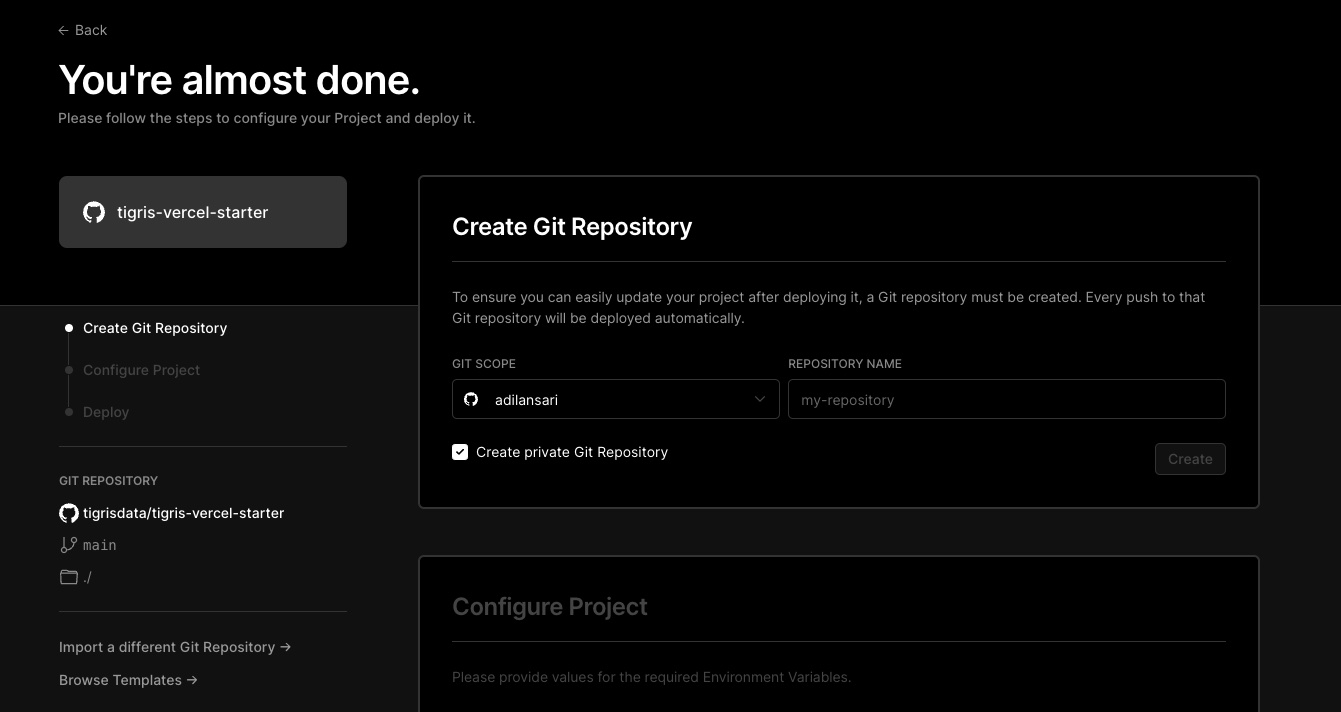 ← Back
You're almost done.
Please follow the steps to configure your Project and deploy it.
tigris-vercel-starter
Create Git Repository
Configure Project
Deploy
GIT REPOSITORY
tigrisdata/tigris-vercel-starter
main
./
Import a different Git Repository →
Browse Templates →
Create Git Repository
To ensure you can easily update your project after deploying it, a Git repository must be created. Every push to that
Git repository will be deployed automatically.
GIT SCOPE
adilansari
REPOSITORY NAME
my-repository
Create private Git Repository
Create
Configure Project
Please provide values for the required Environment Variables.